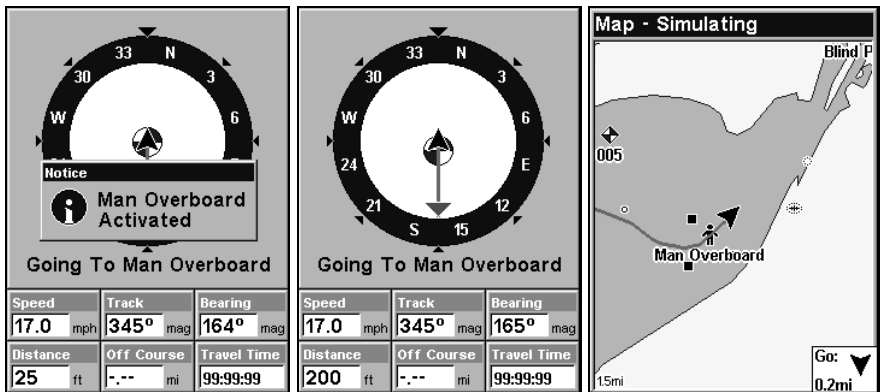 33 N
30 3
W 6
Notice
Man Overboard
Activated
Going To Man Overboard
Speed Track Bearing
17.0 mph 345º mag 164º mag
Distance Off Course Travel Time
25 ft -.-- mi 99:99:99
33 N
30 3
W 6
24 E
21 12
S 15
Going To Man Overboard
Speed Track Bearing
17.0 mph 345º mag 165º mag
Distance Off Course Travel Time
200 ft -.-- mi 99:99:99
Map - Simulating
Blind P
005
Man Overboard
Go:
1.5mi 0.2mi